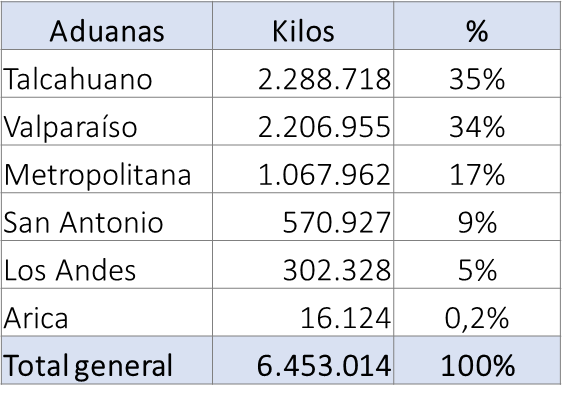 Aduanas Kilos %
Talcahuano 2.288.718 35%
Valparaíso 2.206.955 34%
Metropolitana 1.067.962 17%
San Antonio 570.927 9%
Los Andes 302.328 5%
Arica 16.124 0,2%
Total general 6.453.014 100%